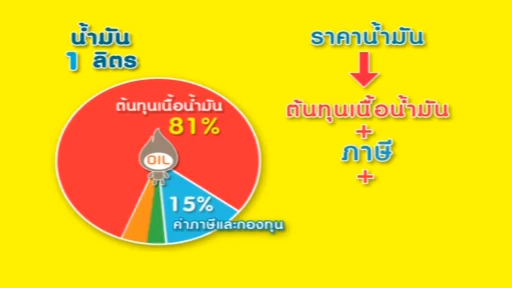 น้ำมัน
1 ลิตร
ต้นทุนเนื้อน้ำมัน
81%
OIL
15%
ค่าภาษีและกองทุน
ราคาน้ำมัน
ต้นทุนเนื้อน้ำมัน
+
ภาษี
+